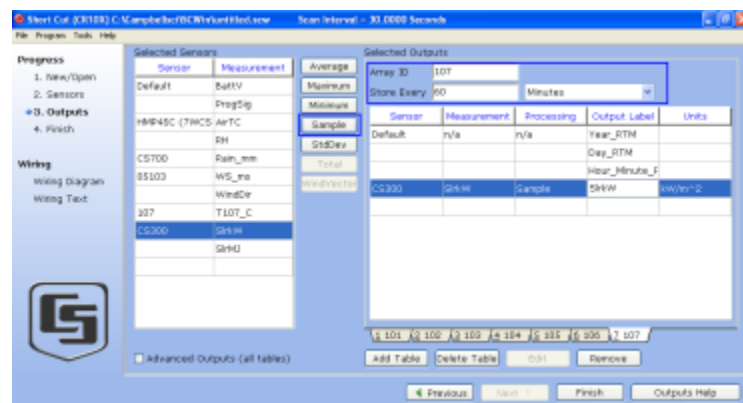 Short Cut (CR10X) C:\Campbellsci\SCWin\untitled.scw Scan Interval = 30.0000 Seconds
File Program Tools Help
Progress
1. New/Open
2. Sensors
3. Outputs
4. Finish
Wiring
Wiring Diagram
Wiring Text
Selected Sensors
Sensor Measurement
Default BattV
ProgSig
HMP45C (7WCS AirTC
RH
CS700 Rain_mm
05103 WS_ms
WindDir
107 T107_C
CS300 SlrkW
SlrMJ
Advanced Outputs (all tables)
Average
Maximum
Minimum
Sample
StdDev
Total
WindVector
Selected Outputs
Array ID 107
Store Every 60 Minutes
Sensor Measurement Processing Output Label Units
Default n/a n/a Year_RTM
Day_RTM
Hour_Minute_R
CS300 SlrkW Sample SlrkW kW/m^2
1 101 2 102 3 103 4 104 5 105 6 106 7 107
Add Table Delete Table Edit Remove
Previous Next Finish Outputs Help